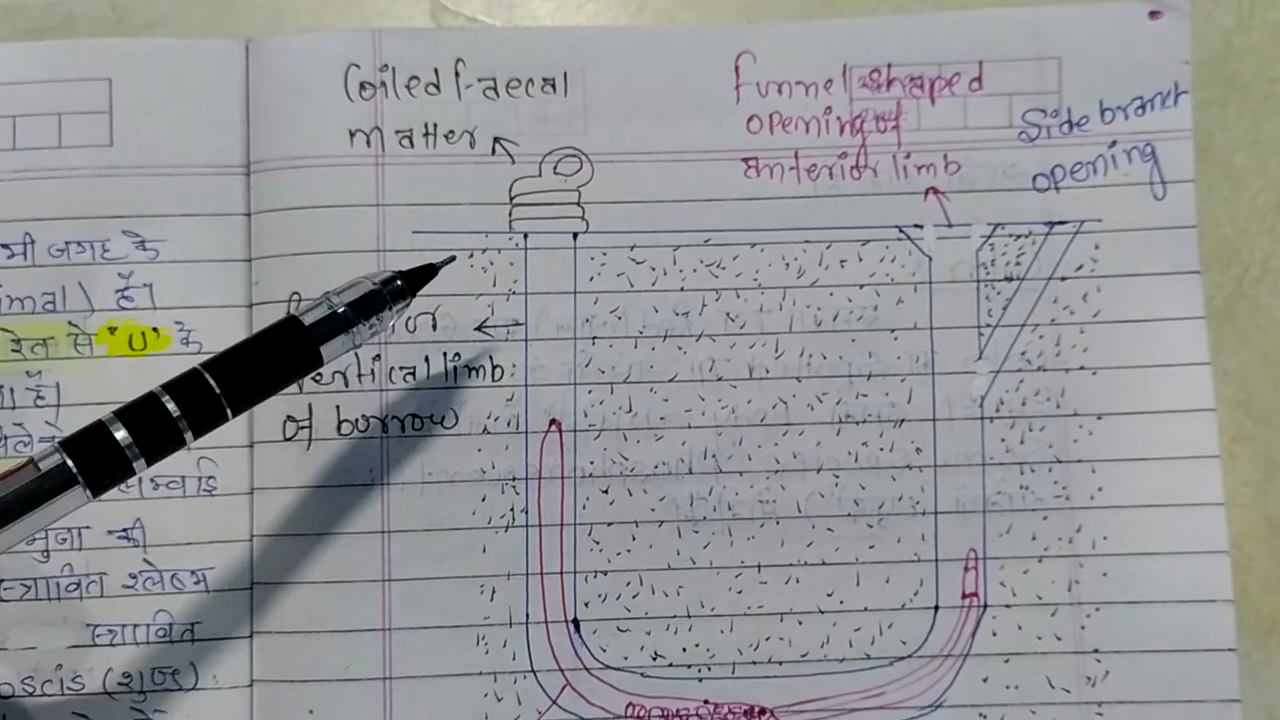 भी जगह के
imal) है।
रेत से "U" के
है।
लम्बाई
भुजा की
स्त्रावित श्लेष्म
स्त्रावित
oscis (शुण्ड)
Coiled faecal
matter
funnel shaped
opening of
anterior limb
Side branch
opening
vertical limb
of borrow